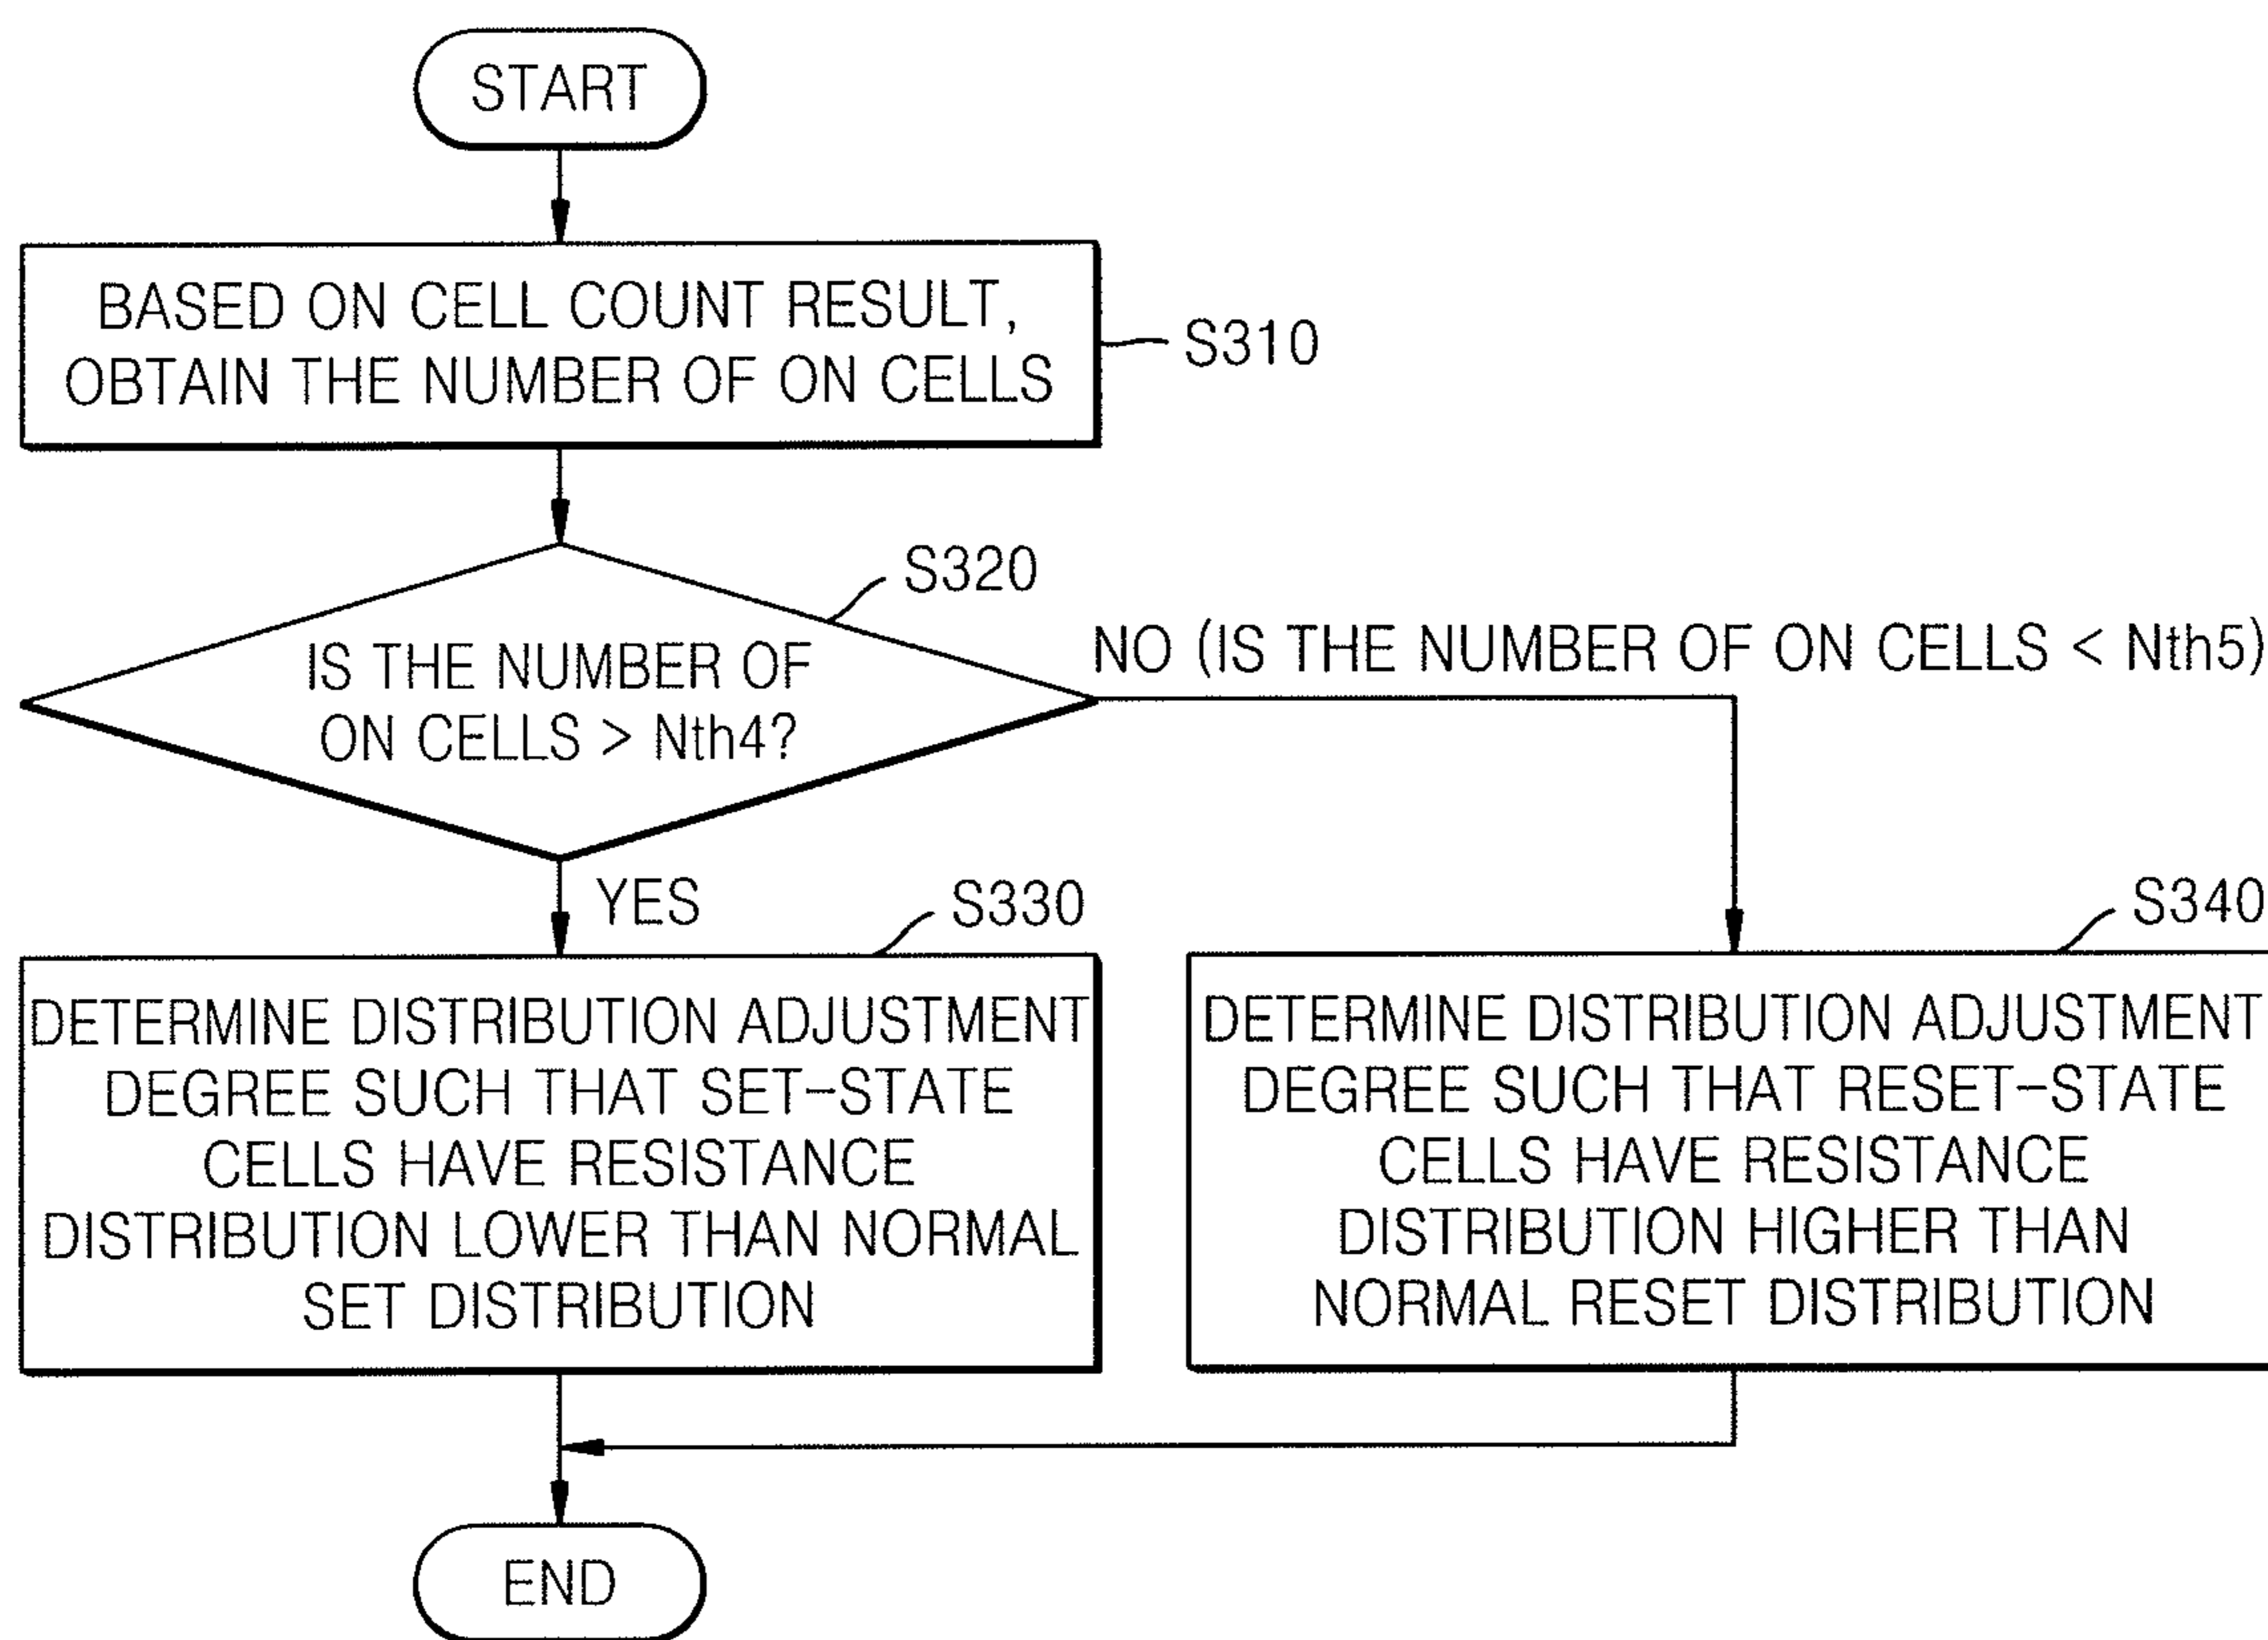 START
BASED ON CELL COUNT RESULT,
OBTAIN THE NUMBER OF ON CELLS
S310
S320
IS THE NUMBER OF
ON CELLS > Nth4?
NO (IS THE NUMBER OF ON CELLS < Nth5)
YES
S330
DETERMINE DISTRIBUTION ADJUSTMENT
DEGREE SUCH THAT SET-STATE
CELLS HAVE RESISTANCE
DISTRIBUTION LOWER THAN NORMAL
SET DISTRIBUTION
S340
DETERMINE DISTRIBUTION ADJUSTMENT
DEGREE SUCH THAT RESET-STATE
CELLS HAVE RESISTANCE
DISTRIBUTION HIGHER THAN
NORMAL RESET DISTRIBUTION
END